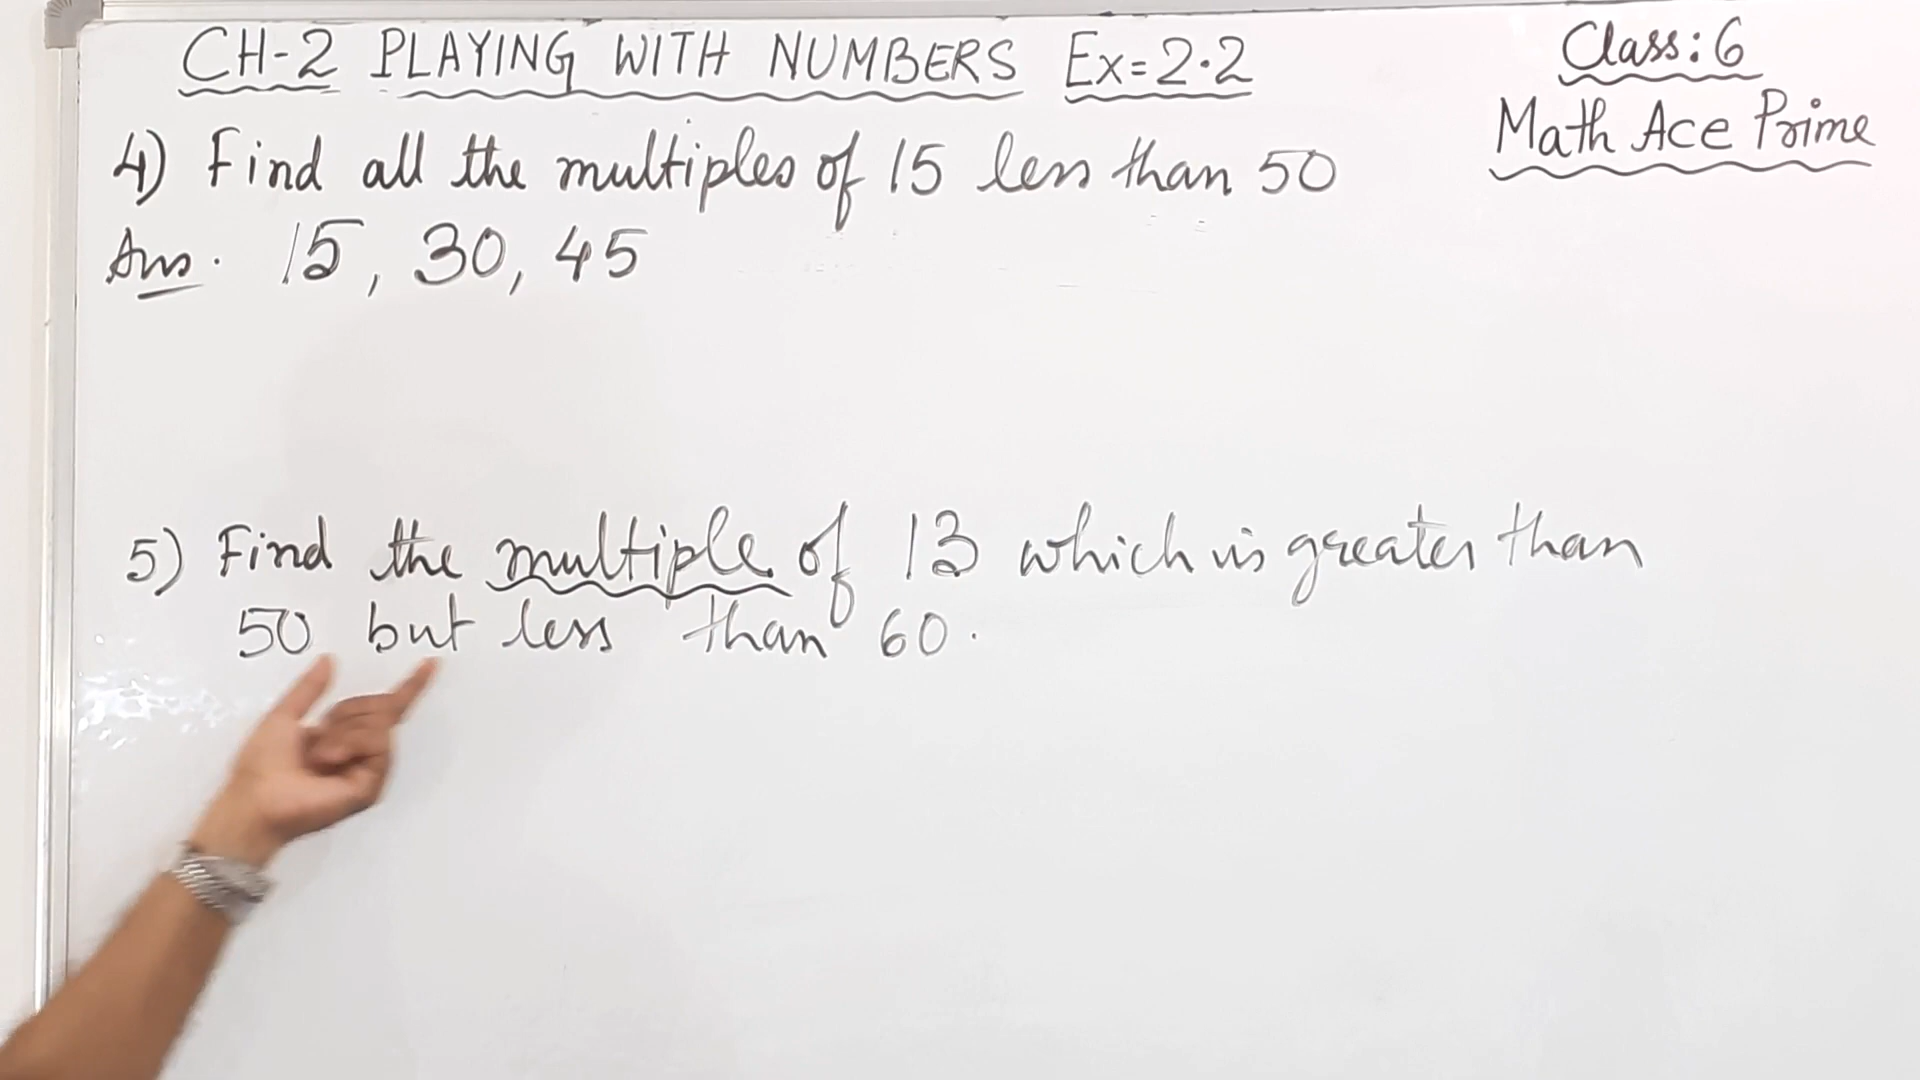 CH-2 PLAYING WITH NUMBERS Ex=2.2
Class:6
Math Ace Prime
4) Find all the multiples of 15 less than 50
Ans. 15, 30, 45
5) Find the multiple of 13 which is greater than
50 but less than 60.